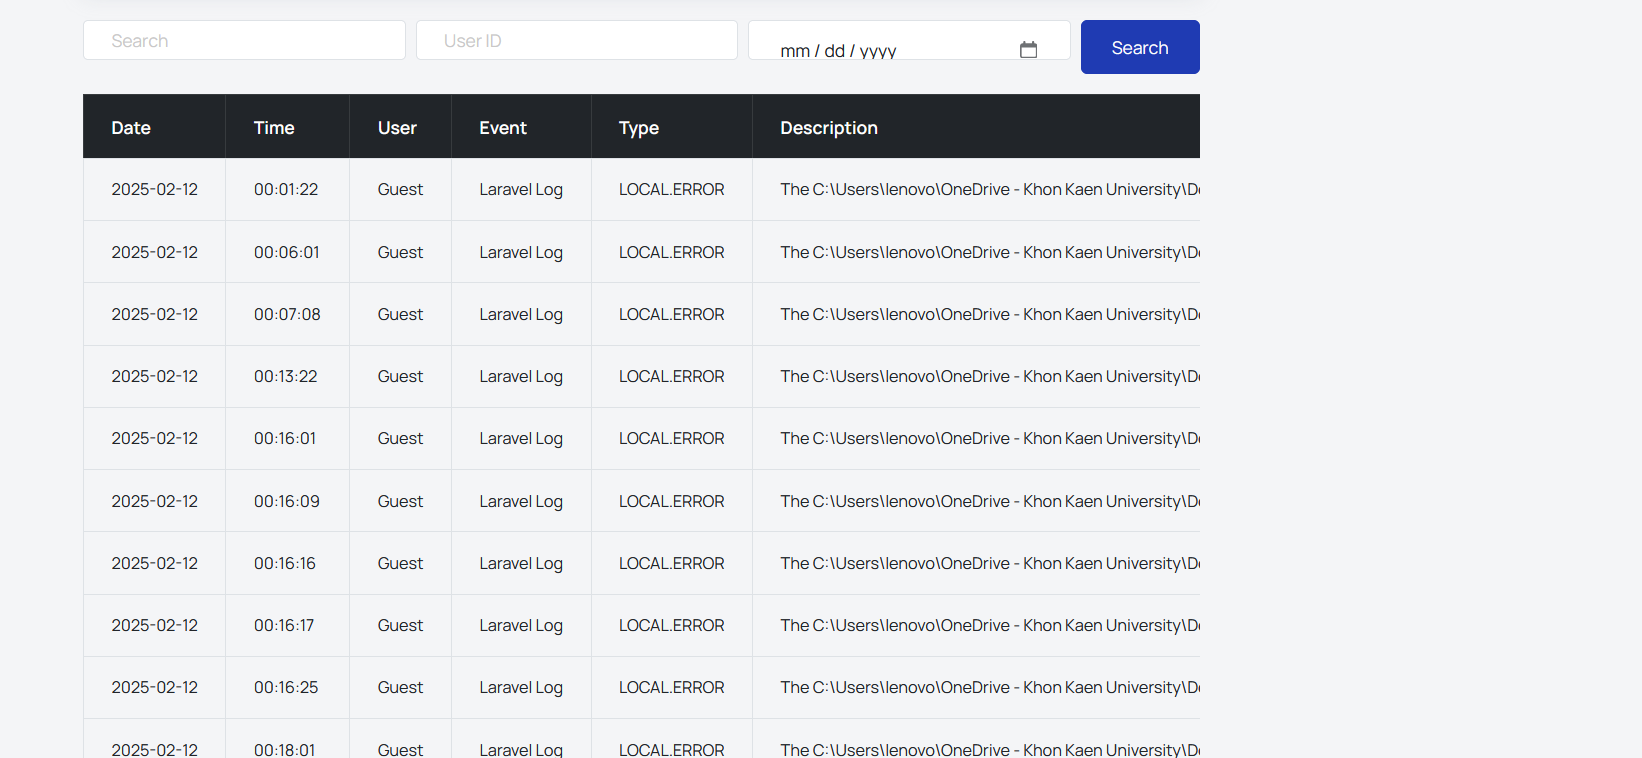 Search User ID mm / dd / yyyy Search
Date Time User Event Type Description
2025-02-12 00:01:22 Guest Laravel Log LOCAL.ERROR The C:\Users\lenovo\OneDrive - Khon Kaen University\D
2025-02-12 00:06:01 Guest Laravel Log LOCAL.ERROR The C:\Users\lenovo\OneDrive - Khon Kaen University\D
2025-02-12 00:07:08 Guest Laravel Log LOCAL.ERROR The C:\Users\lenovo\OneDrive - Khon Kaen University\D
2025-02-12 00:13:22 Guest Laravel Log LOCAL.ERROR The C:\Users\lenovo\OneDrive - Khon Kaen University\D
2025-02-12 00:16:01 Guest Laravel Log LOCAL.ERROR The C:\Users\lenovo\OneDrive - Khon Kaen University\D
2025-02-12 00:16:09 Guest Laravel Log LOCAL.ERROR The C:\Users\lenovo\OneDrive - Khon Kaen University\D
2025-02-12 00:16:16 Guest Laravel Log LOCAL.ERROR The C:\Users\lenovo\OneDrive - Khon Kaen University\D
2025-02-12 00:16:17 Guest Laravel Log LOCAL.ERROR The C:\Users\lenovo\OneDrive - Khon Kaen University\D
2025-02-12 00:16:25 Guest Laravel Log LOCAL.ERROR The C:\Users\lenovo\OneDrive - Khon Kaen University\D
2025-02-12 00:18:01 Guest Laravel Log LOCAL.ERROR The C:\Users\lenovo\OneDrive - Khon Kaen University\D